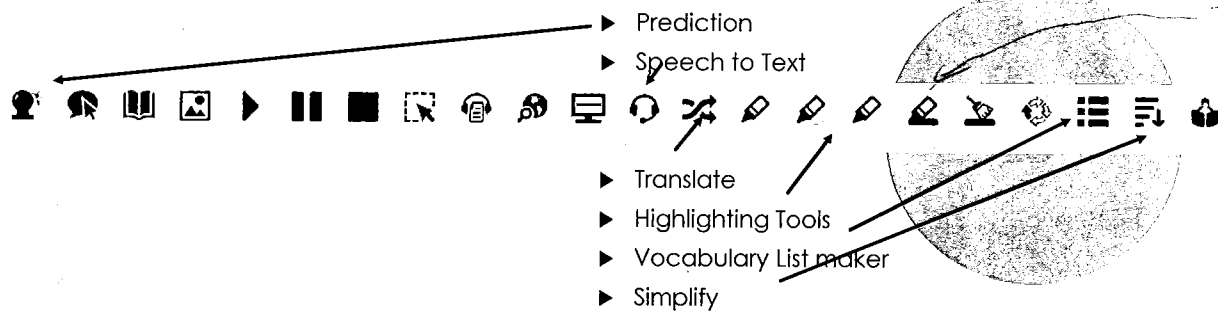 Prediction
Speech to Text
Translate
Highlighting Tools
Vocabulary List maker
Simplify